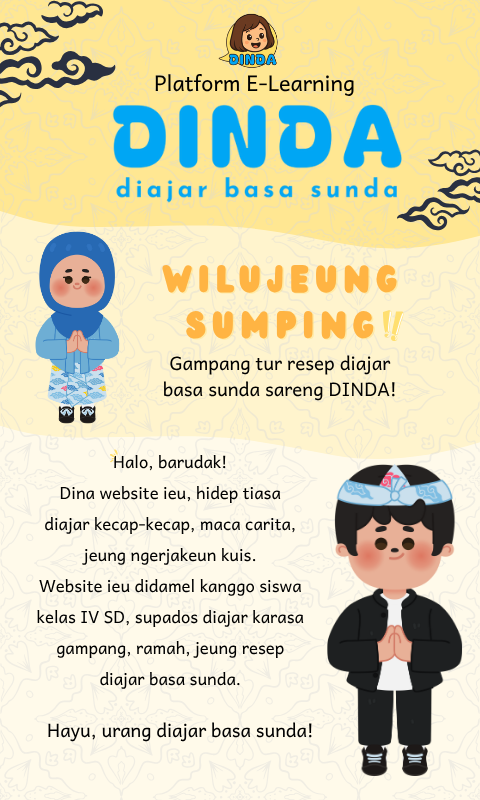 DINDA
Platform E-Learning
DINDA
diajar basa sunda
WILUJEUNG
SUMPING!!
Gampang tur resep diajar
basa sunda sareng DINDA!
Halo, barudak!
Dina website ieu, hidep tiasa
diajar kecap-kecap, maca carita,
jeung ngerjakeun kuis.
Website ieu didamel kanggo siswa
kelas IV SD, supados diajar karasa
gampang, ramah, jeung resep
diajar basa sunda.
Hayu, urang diajar basa sunda!